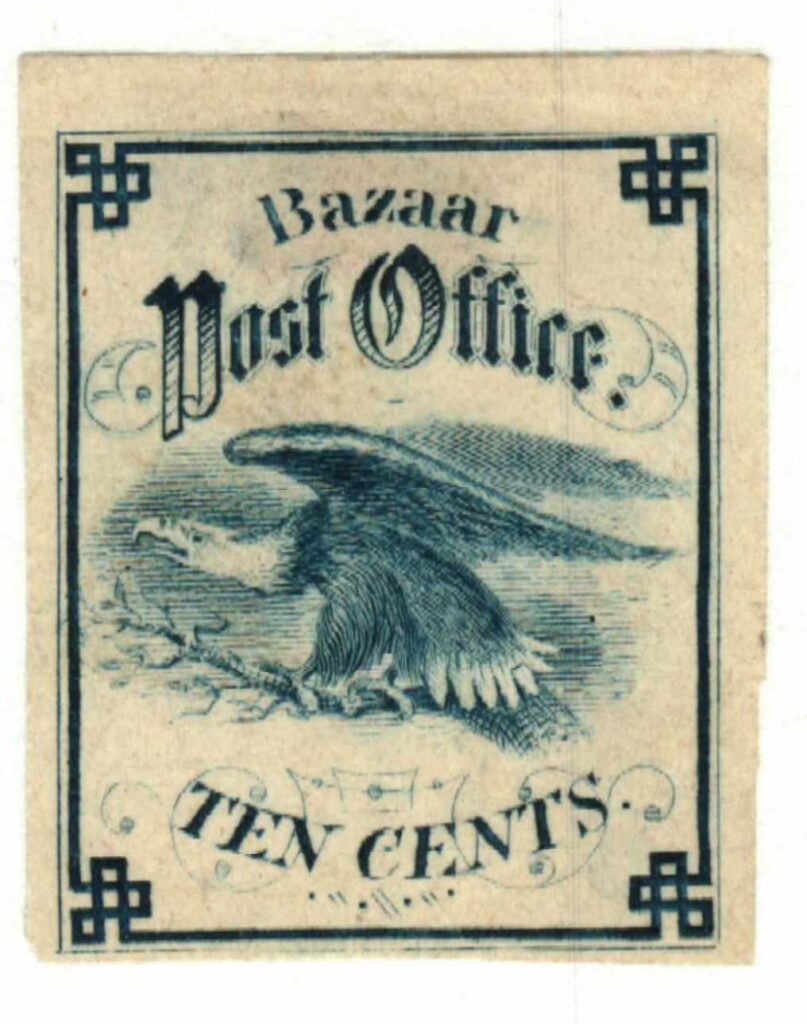 Bazaar
Post Office.
TEN CENTS.